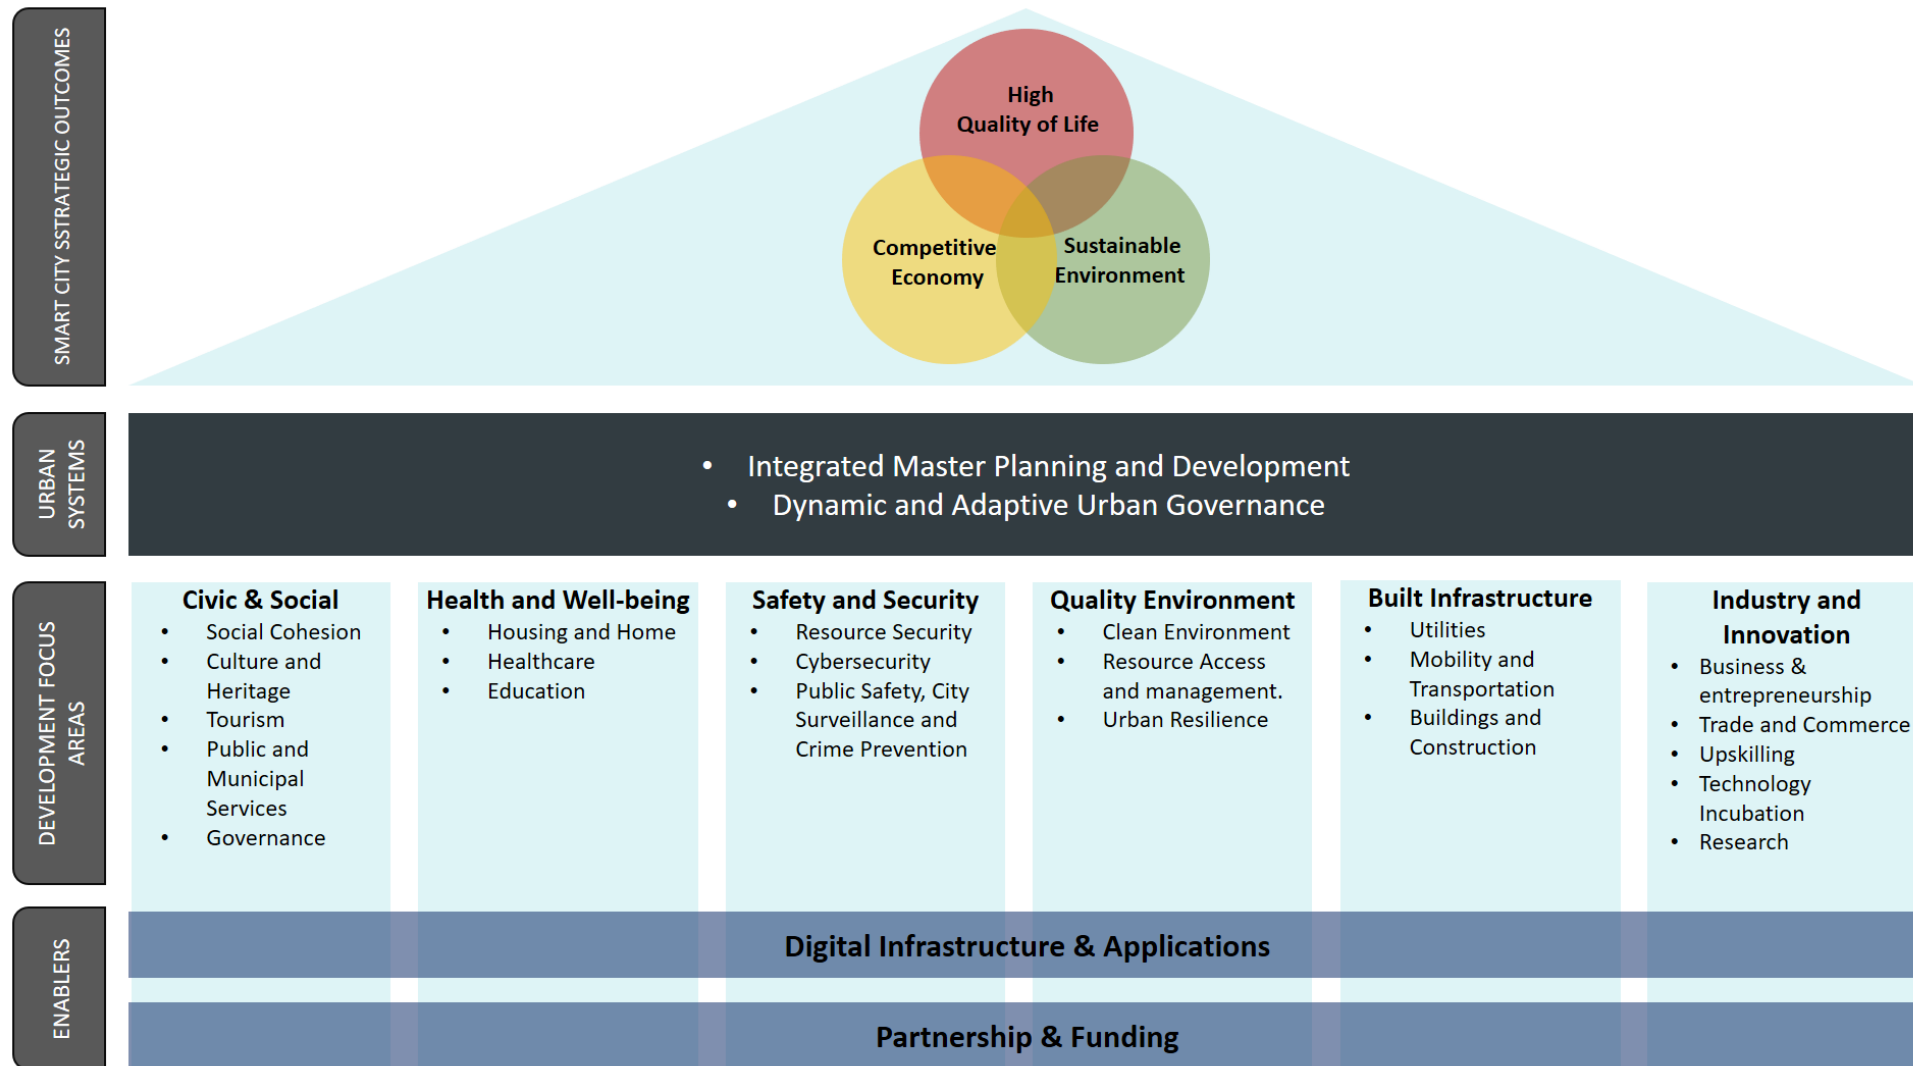 SMART CITY SSTRATEGIC OUTCOMES
High
Quality of Life
Competitive
Economy
Sustainable
Environment
URBAN
SYSTEMS
• Integrated Master Planning and Development
• Dynamic and Adaptive Urban Governance
DEVELOPMENT FOCUS
AREAS
Civic & Social
• Social Cohesion
• Culture and
Heritage
• Tourism
• Public and
Municipal
Services
• Governance
Health and Well-being
• Housing and Home
• Healthcare
• Education
Safety and Security
• Resource Security
• Cybersecurity
• Public Safety, City
Surveillance and
Crime Prevention
Quality Environment
• Clean Environment
• Resource Access
and management.
• Urban Resilience
Built Infrastructure
• Utilities
• Mobility and
Transportation
• Buildings and
Construction
Industry and
Innovation
• Business &
entrepreneurship
• Trade and Commerce
• Upskilling
• Technology
Incubation
• Research
ENABLERS
Digital Infrastructure & Applications
Partnership & Funding